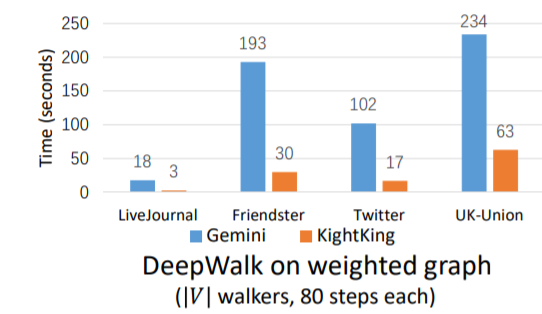 250
234
193
200
Time (seconds)
150
102
100
63
50
30
18
17
3
0
LiveJournal Friendster Twitter UK-Union
Gemini KightKing
DeepWalk on weighted graph
(|V| walkers, 80 steps each)